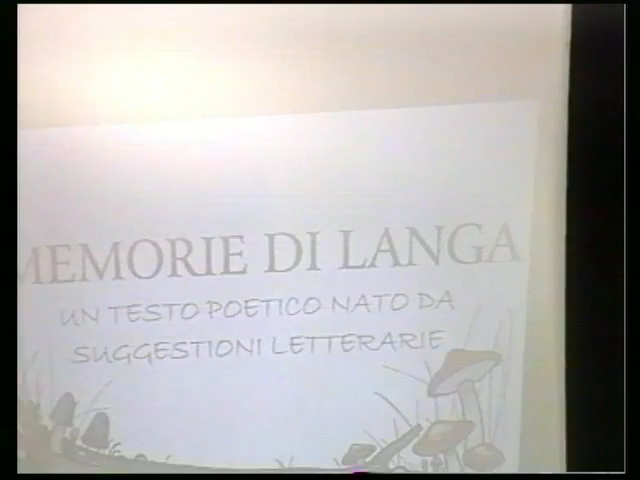 MEMORIE DI LANGA
UN TESTO POETICO NATO DA
SUGGESTIONI LETTERARIE